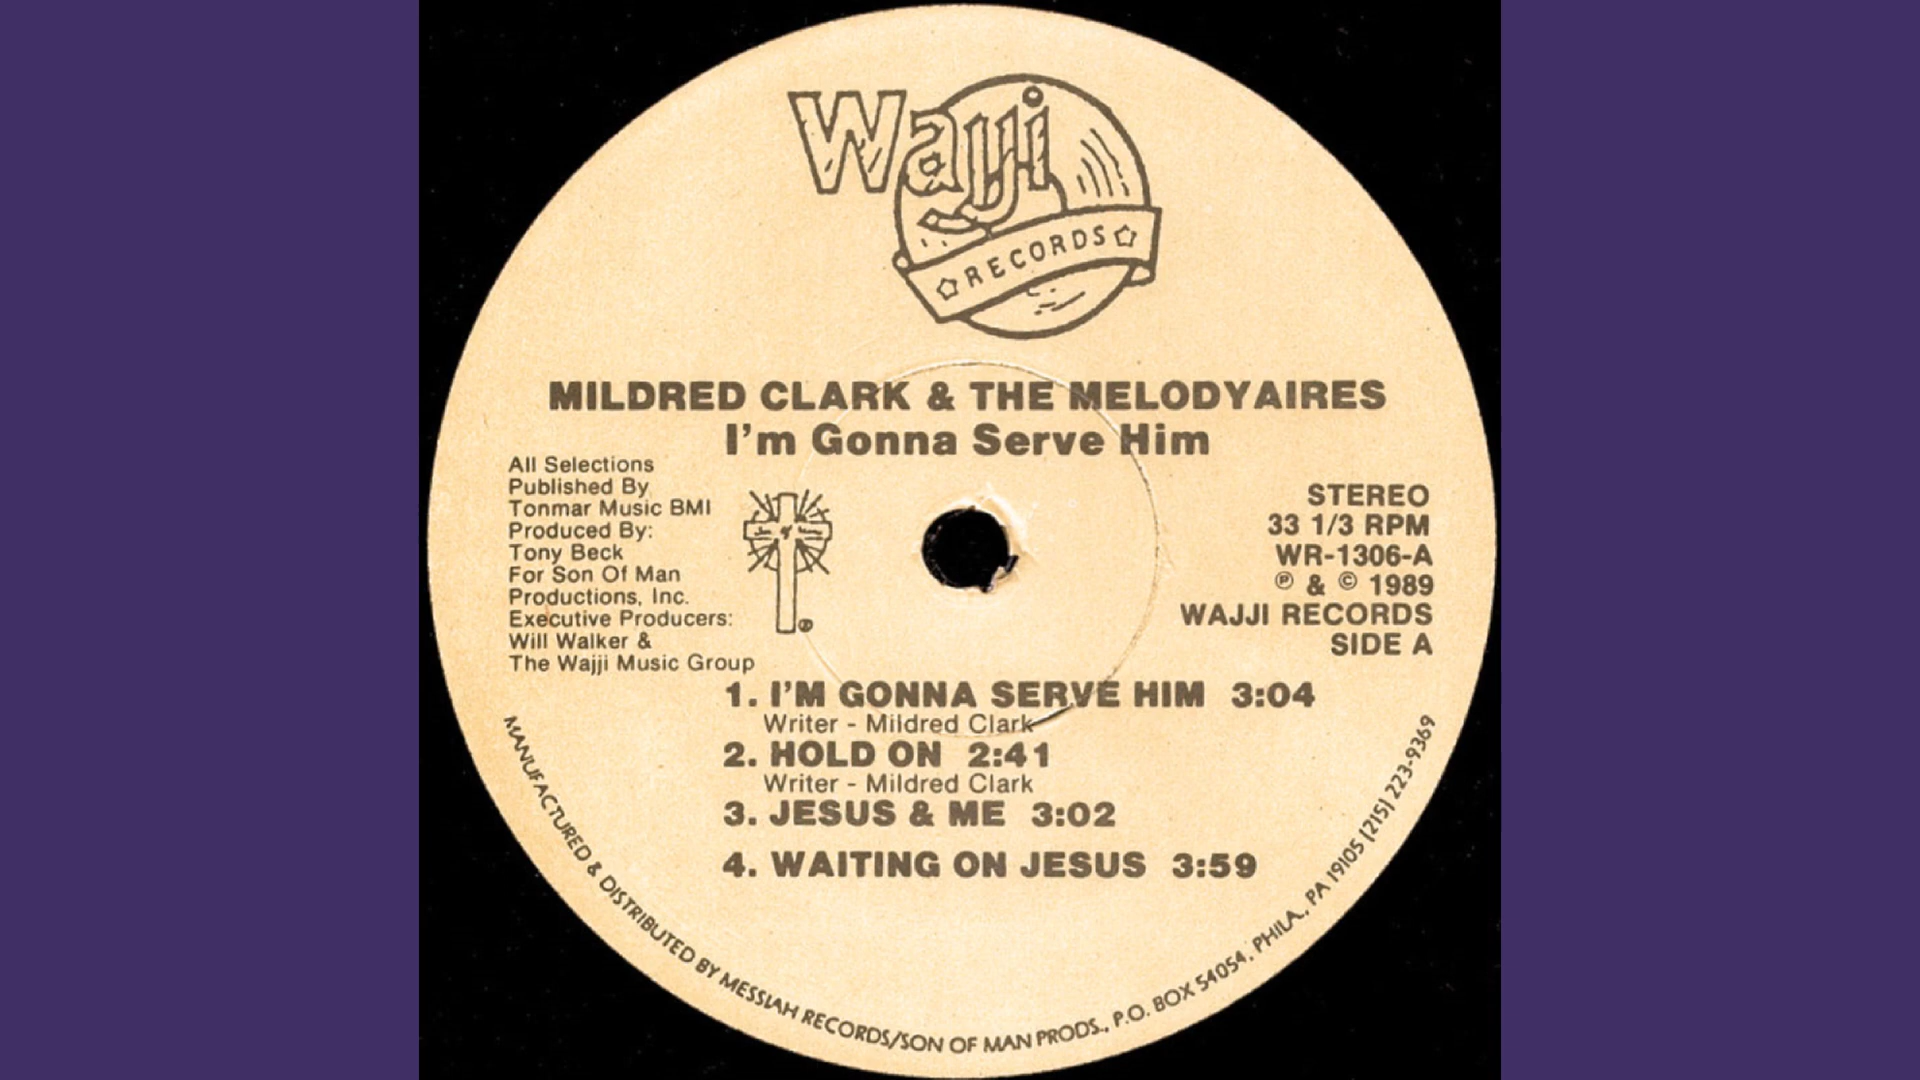 Wajji
RECORDS
MILDRED CLARK & THE MELODYAIRES
I'm Gonna Serve Him
All Selections
Published By
Tonmar Music BMI
Produced By:
Tony Beck
For Son Of Man
Productions, Inc.
Executive Producers:
Will Walker &
The Wajji Music Group
STEREO
33 1/3 RPM
WR-1306-A
℗ & © 1989
WAJJI RECORDS
SIDE A
1. I'M GONNA SERVE HIM 3:04
Writer - Mildred Clark
2. HOLD ON 2:41
Writer - Mildred Clark
3. JESUS & ME 3:02
4. WAITING ON JESUS 3:59
MANUFACTURED & DISTRIBUTED BY MESSIAH RECORDS/SON OF MAN PRODS., P.O. BOX 54054, PHILA., PA 19105 (215) 223-9369